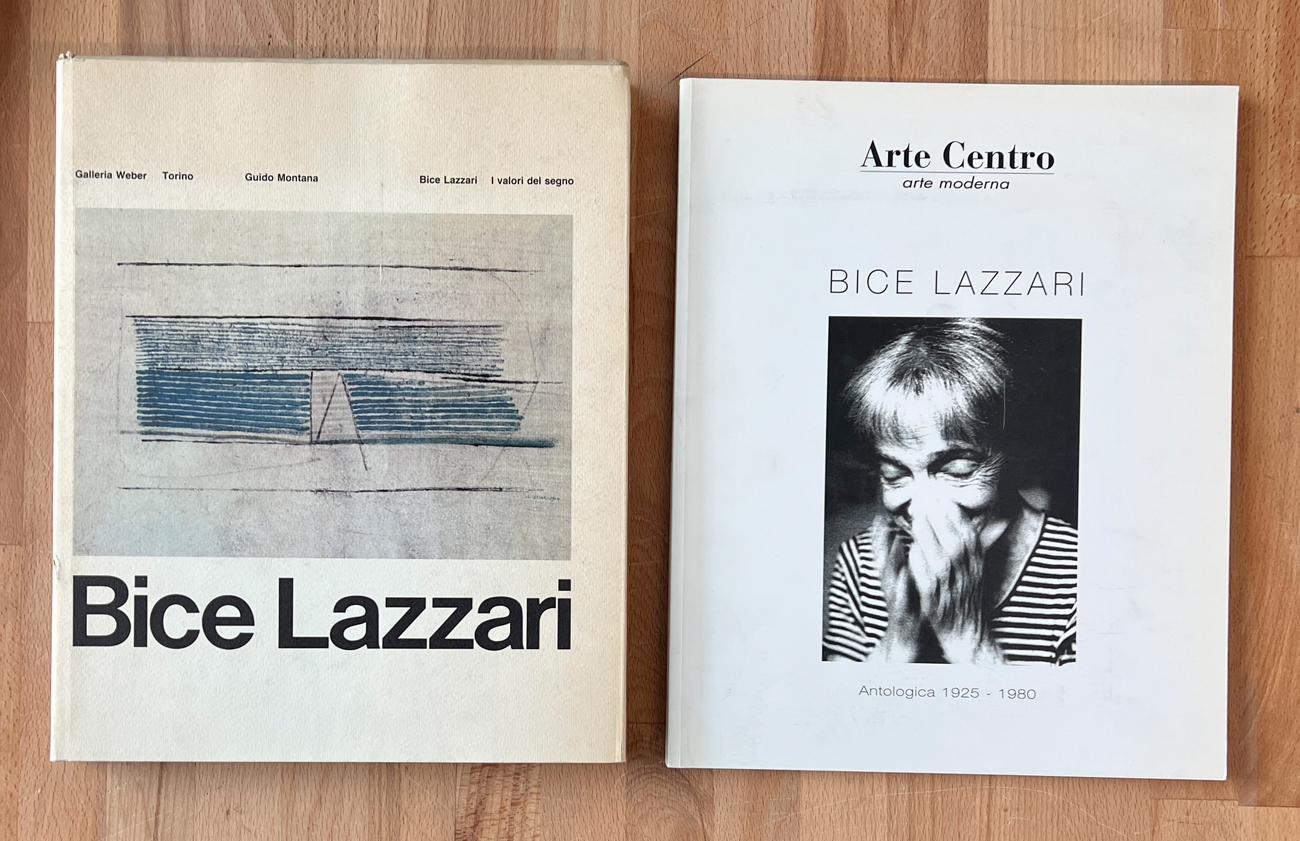 Galleria Weber Torino Guido Montana Bice Lazzari I valori del segno
Bice Lazzari
Arte Centro
arte moderna
BICE LAZZARI
Antologica 1925 - 1980